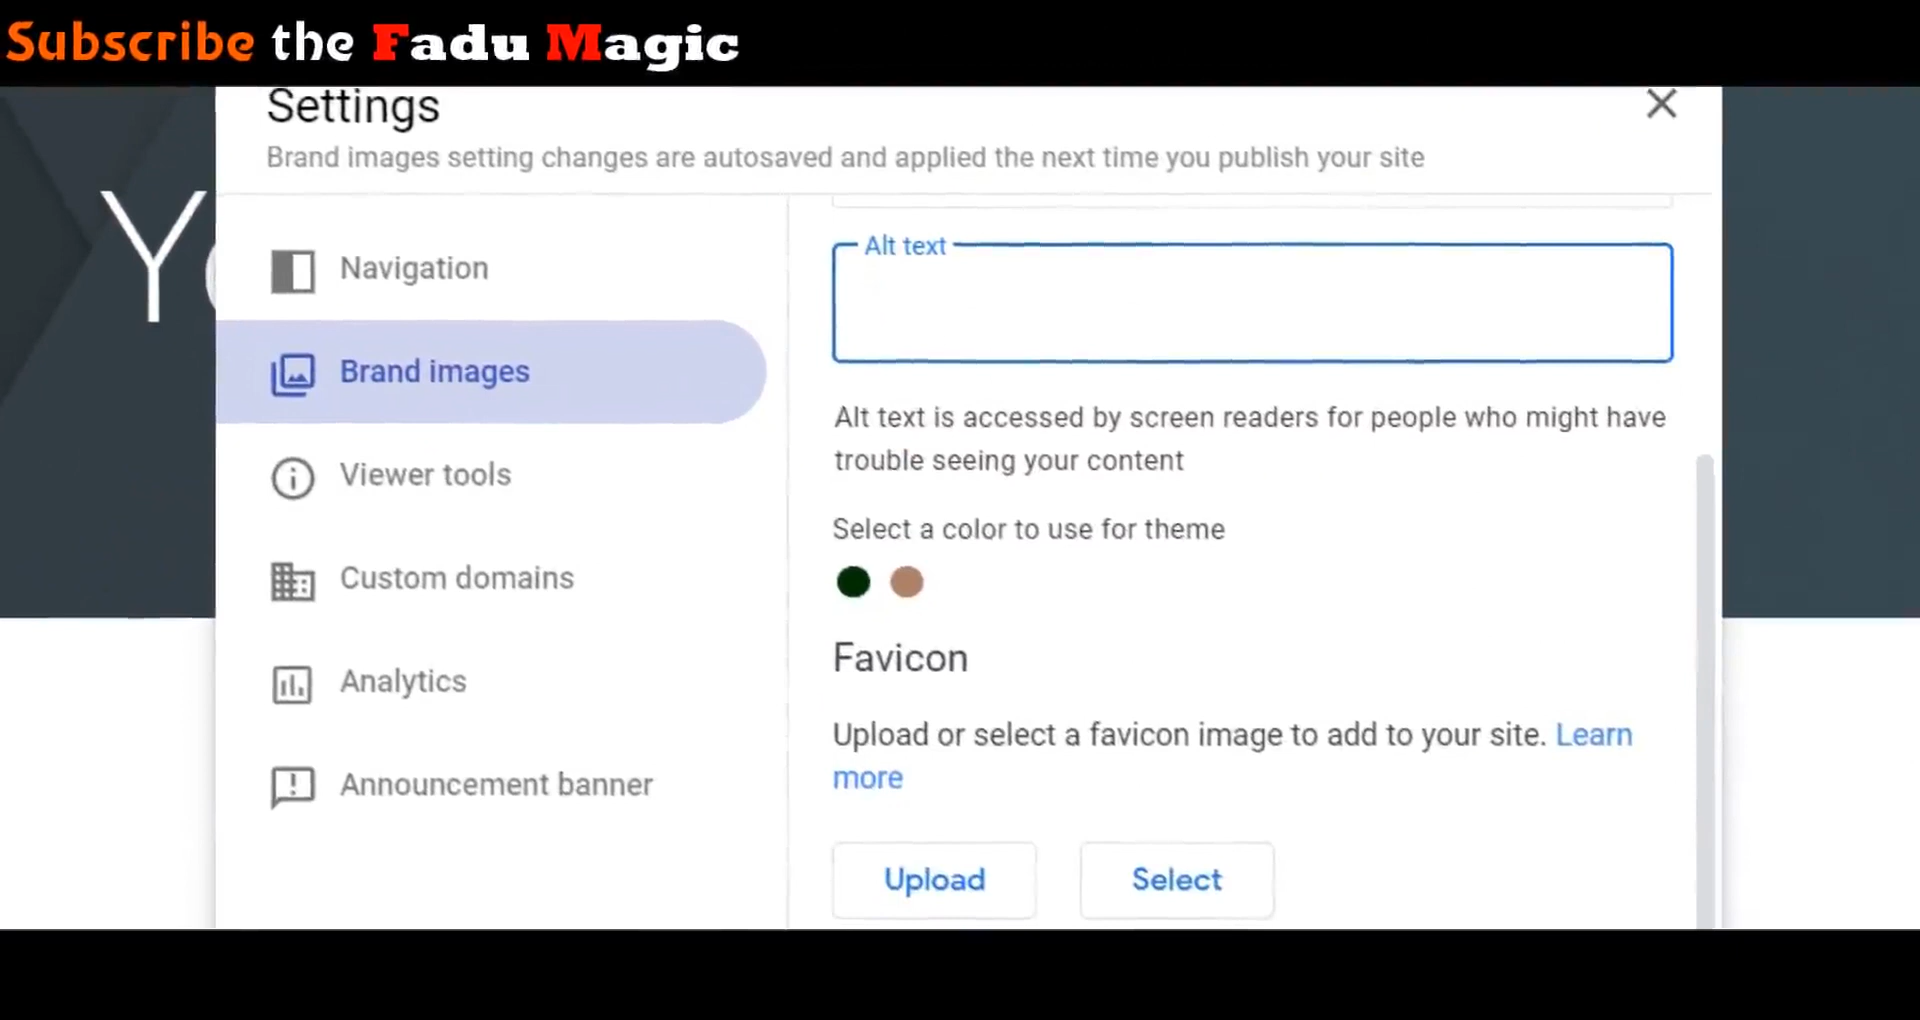 Subscribe the Fadu Magic
Settings
Brand images setting changes are autosaved and applied the next time you publish your site
Navigation
Brand images
Viewer tools
Custom domains
Analytics
Announcement banner
Alt text
Alt text is accessed by screen readers for people who might have
trouble seeing your content
Select a color to use for theme
Favicon
Upload or select a favicon image to add to your site. Learn
more
Upload
Select